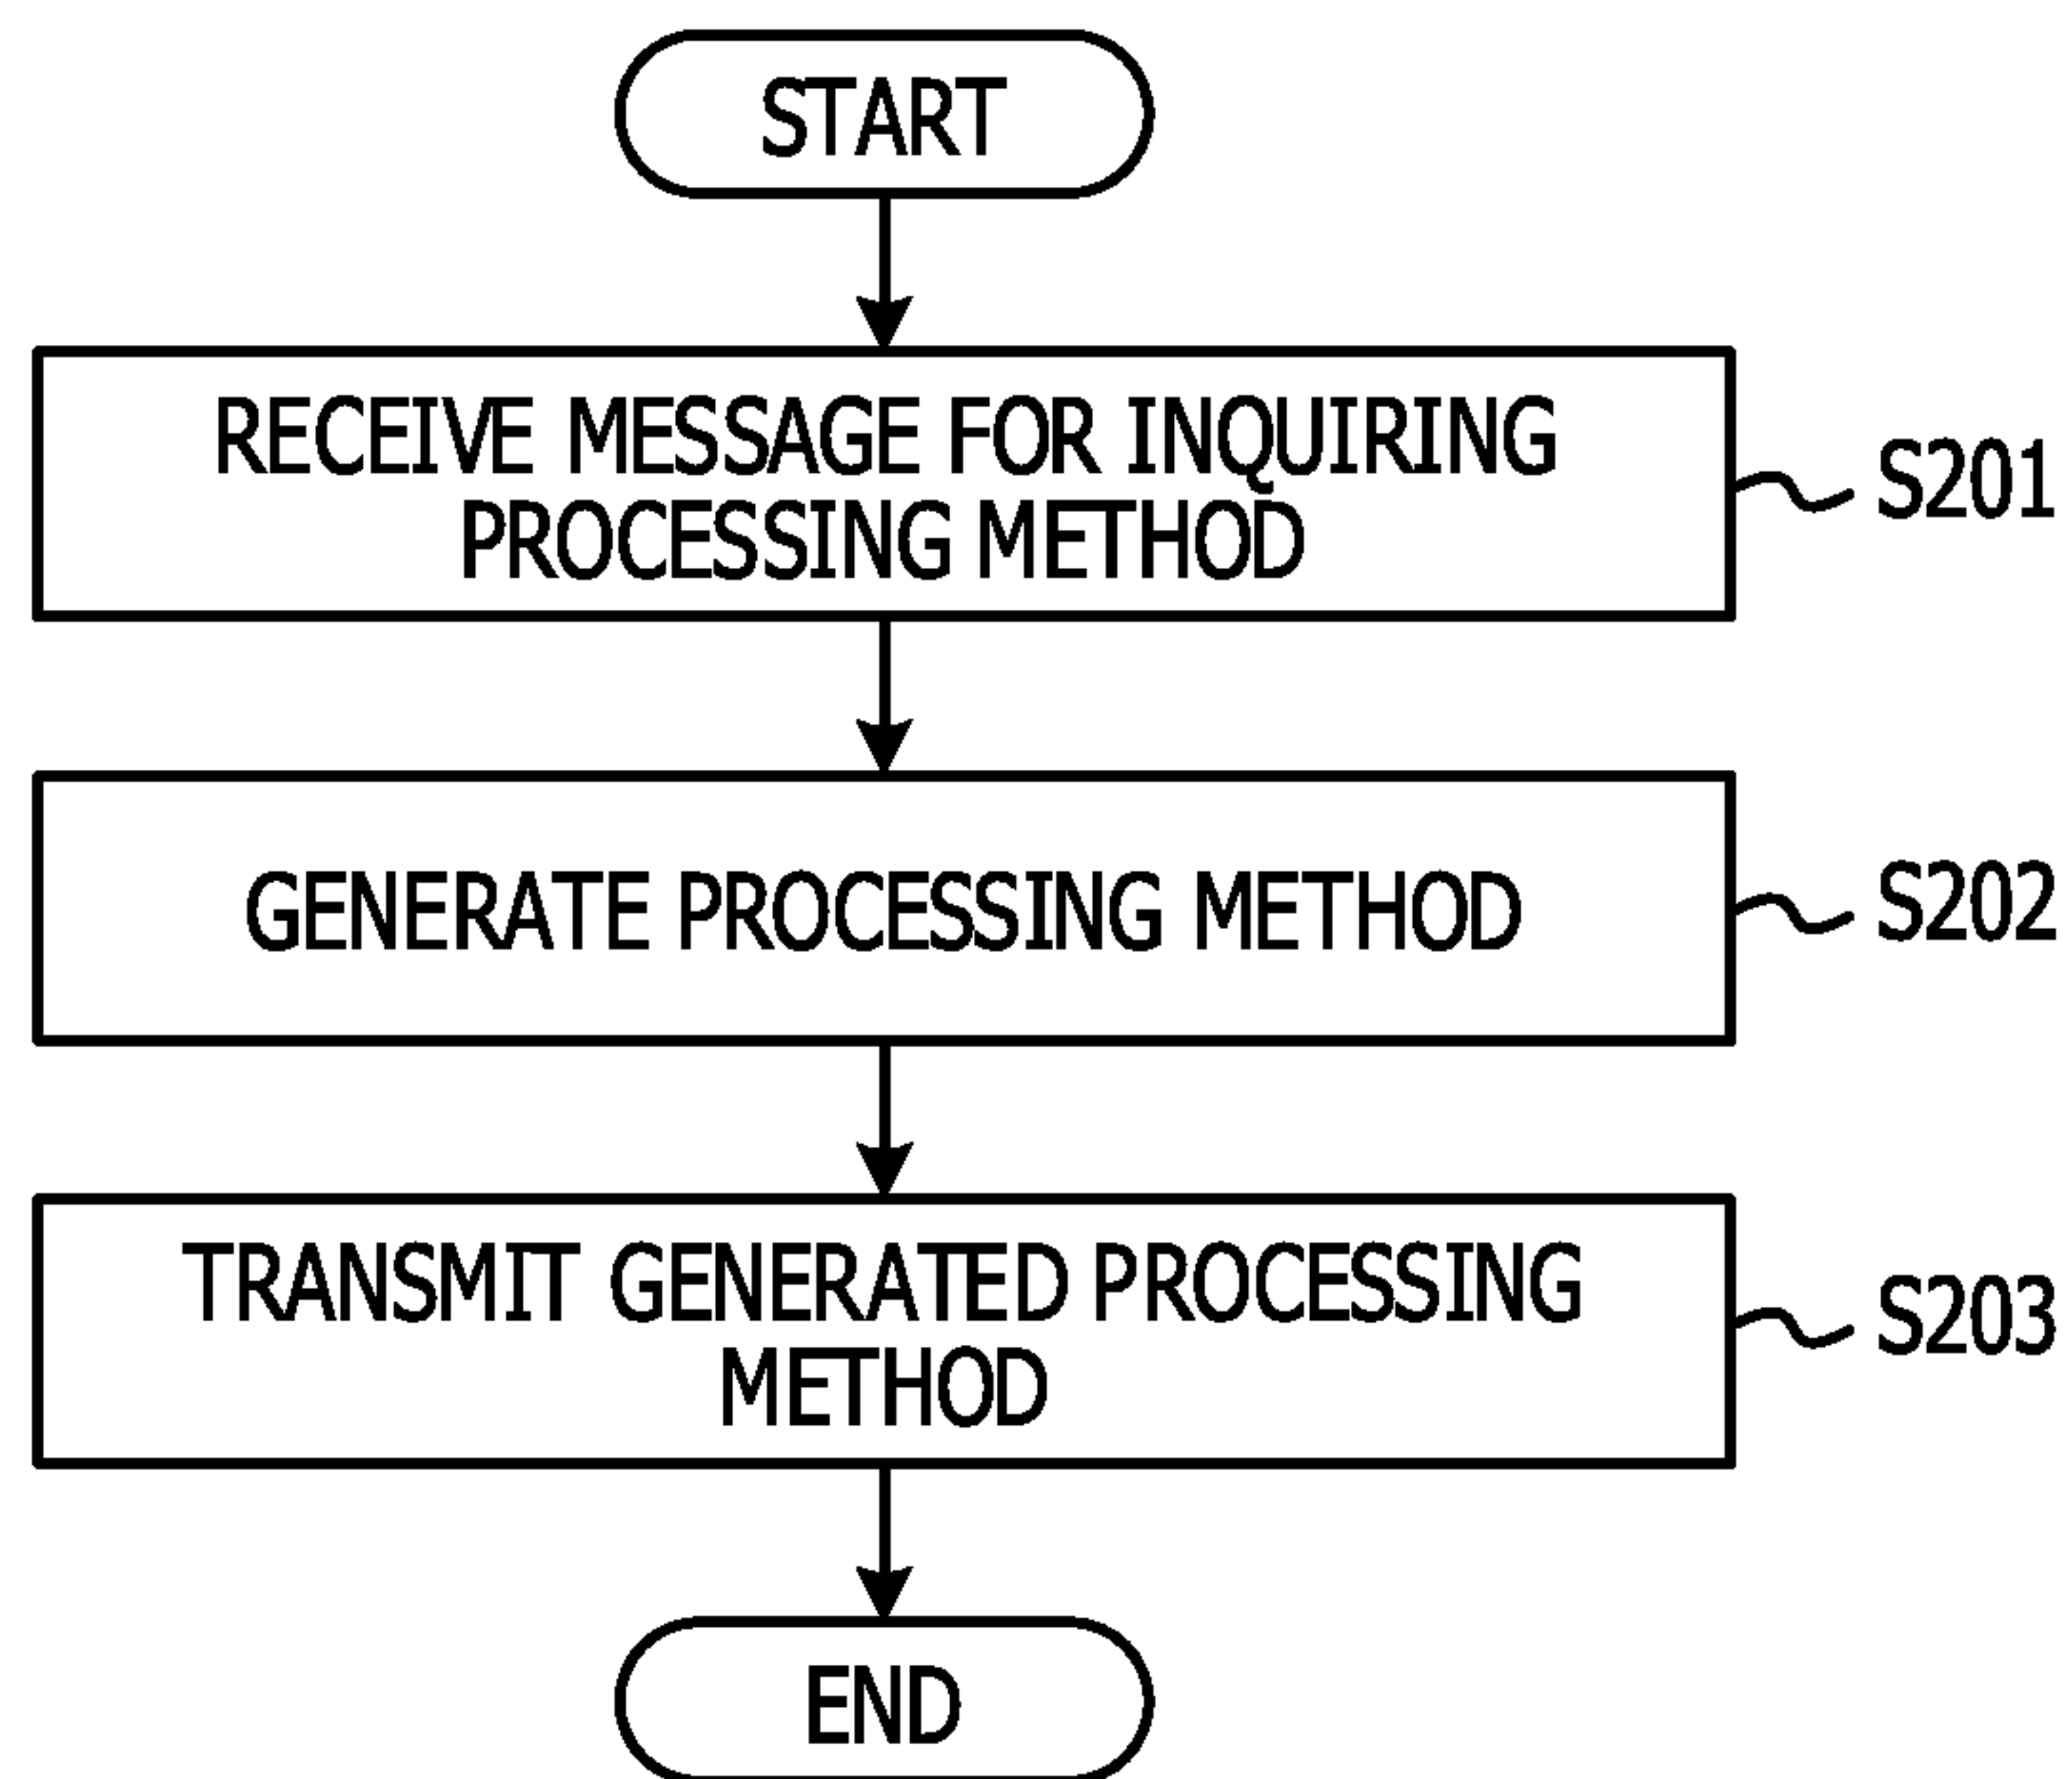 START
RECEIVE MESSAGE FOR INQUIRING
PROCESSING METHOD
S201
GENERATE PROCESSING METHOD
S202
TRANSMIT GENERATED PROCESSING
METHOD
S203
END